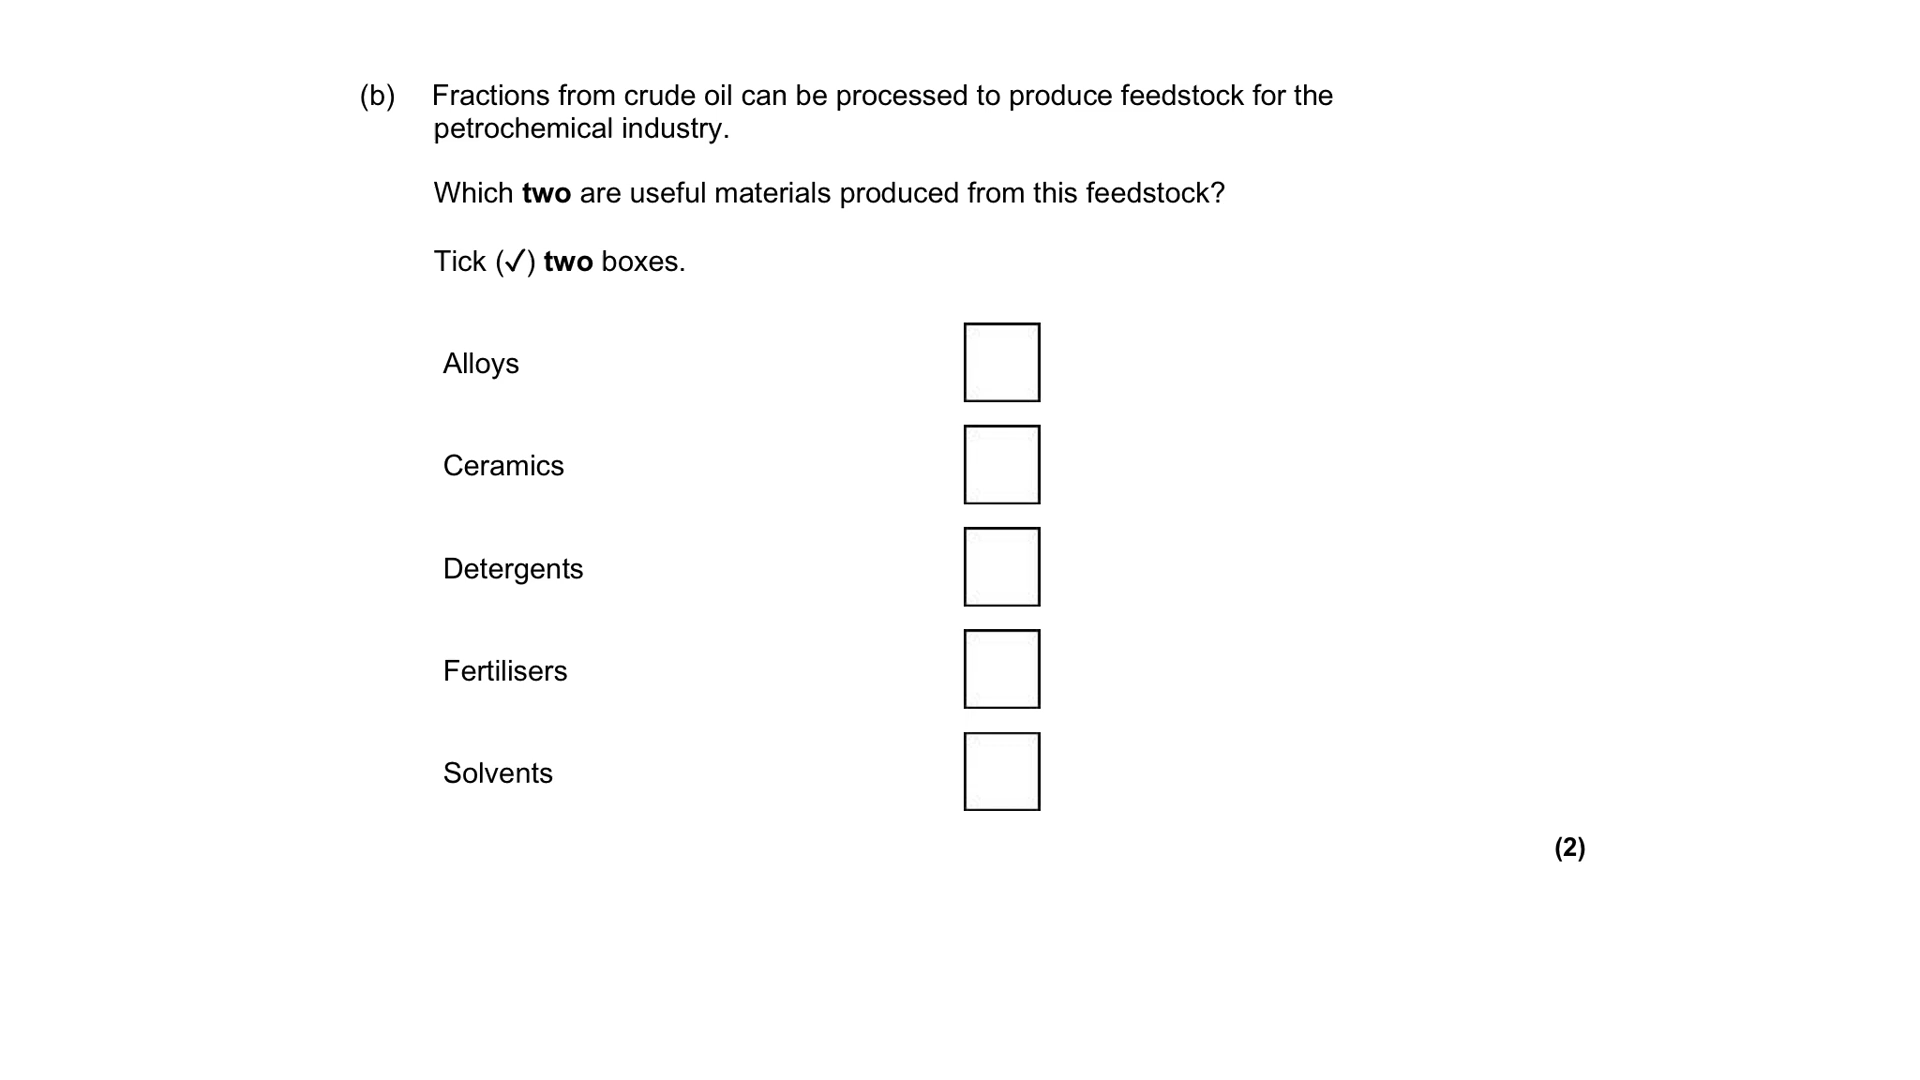 (b) Fractions from crude oil can be processed to produce feedstock for the
petrochemical industry.
Which two are useful materials produced from this feedstock?
Tick (✓) two boxes.
Alloys
Ceramics
Detergents
Fertilisers
Solvents
(2)